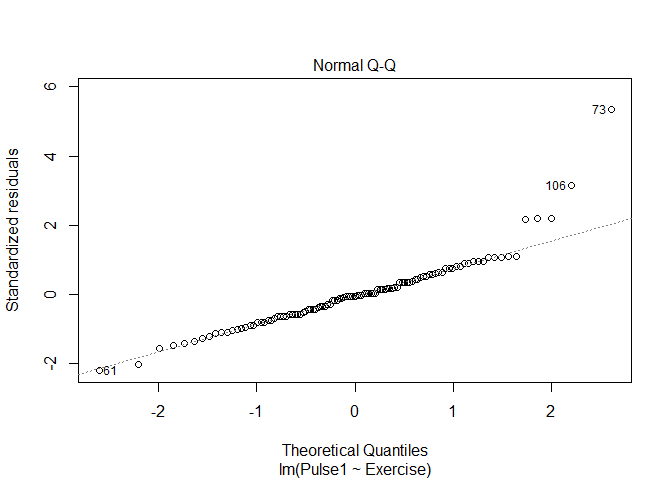 Normal Q-Q
6
4
2
0
-2
Standardized residuals
73
106
61
-2 -1 0 1 2
Theoretical Quantiles
lm(Pulse1 ~ Exercise)